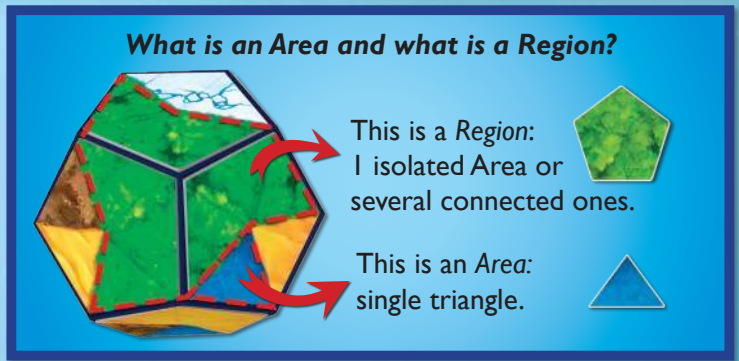 What is an Area and what is a Region?
This is a Region:
1 isolated Area or
several connected ones.
This is an Area:
single triangle.